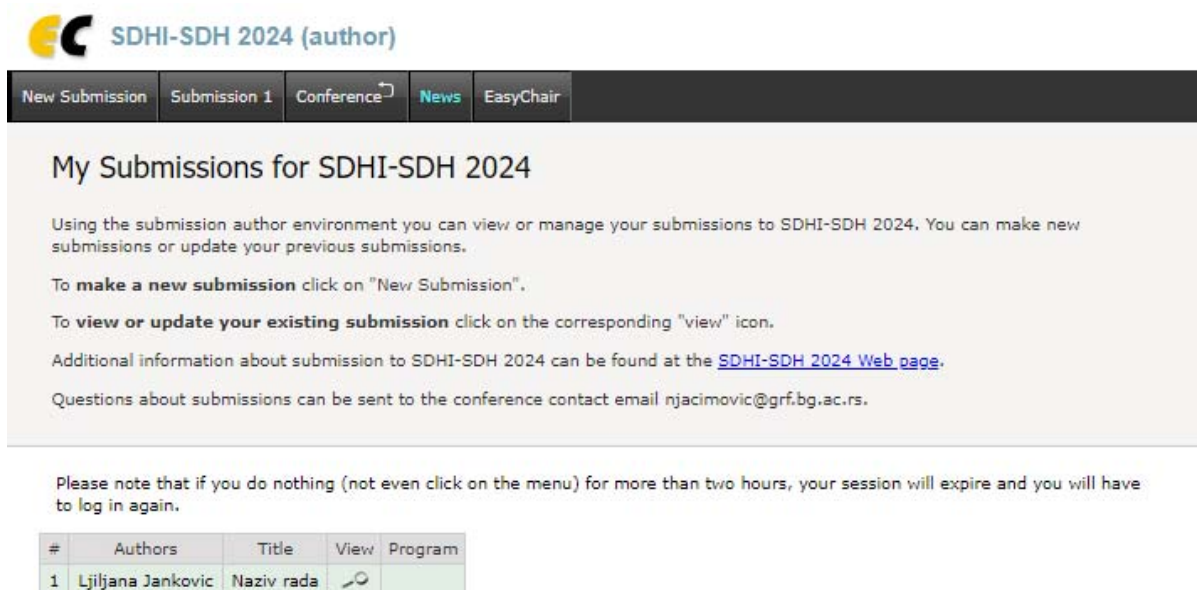 EC SDHI-SDH 2024 (author)
New Submission Submission 1 Conference News EasyChair
My Submissions for SDHI-SDH 2024
Using the submission author environment you can view or manage your submissions to SDHI-SDH 2024. You can make new
submissions or update your previous submissions.
To make a new submission click on "New Submission".
To view or update your existing submission click on the corresponding "view" icon.
Additional information about submission to SDHI-SDH 2024 can be found at the SDHI-SDH 2024 Web page.
Questions about submissions can be sent to the conference contact email njacimovic@grf.bg.ac.rs.
Please note that if you do nothing (not even click on the menu) for more than two hours, your session will expire and you will have
to log in again.
# Authors Title View Program
1 Ljiljana Jankovic Naziv rada